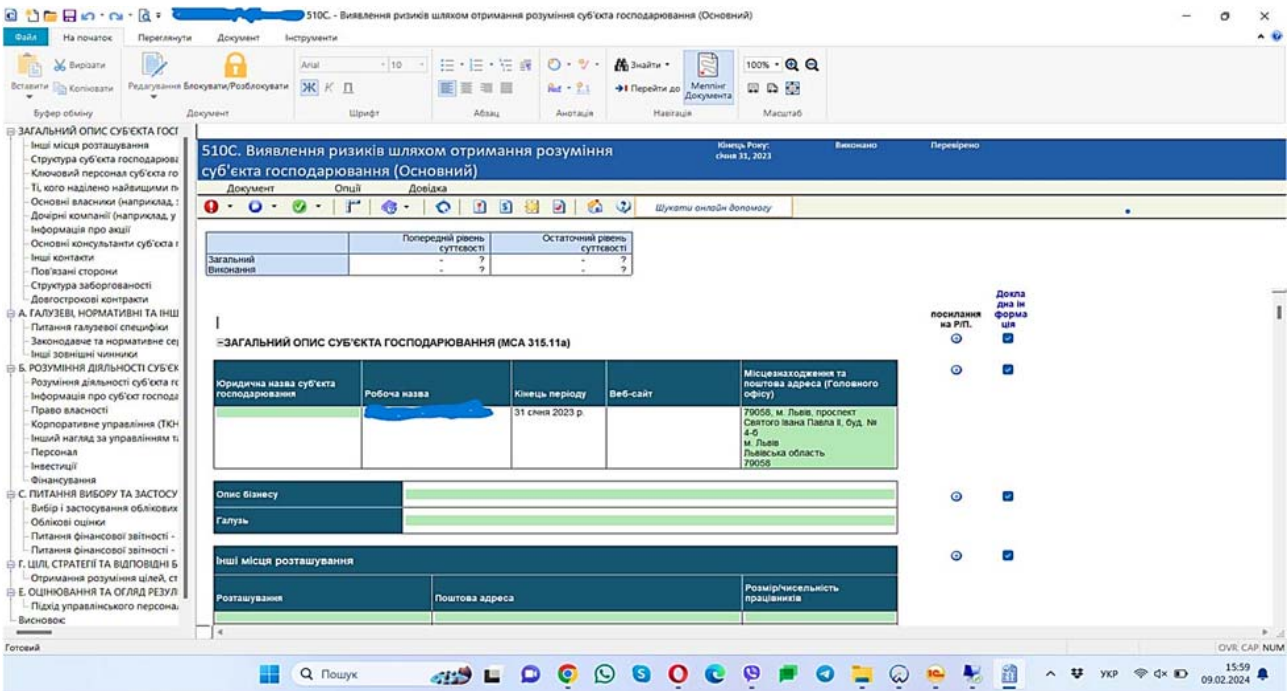 510С. - Виявлення ризиків шляхом отримання розуміння суб'єкта господарювання (Основний)
Файл На початок Переглянути Документ Інструменти
Вставити Вирізати Копіювати Редагування Блокувати/Розблокувати Arial 10 Ж К П Знайти Перейти до Меппінг Документа 100%
Буфер обміну Документ Шрифт Абзац Анотація Навігація Масштаб
ЗАГАЛЬНИЙ ОПИС СУБ'ЄКТА ГОСІ
Інші місця розташування
Структура суб'єкта господарюва
Ключовий персонал суб'єкта го
Ті, кого наділено найвищими п
Основні власники (наприклад,
Дочірні компанії (наприклад, у
Інформація про акції
Основні консультанти суб'єкта г
Інші контакти
Пов'язані сторони
Структура заборгованості
Довгострокові контракти
А. ГАЛУЗЕВІ, НОРМАТИВНІ ТА ІНШ
Питання галузевої специфіки
Законодавче та нормативне сер
Інші зовнішні чинники
Б. РОЗУМІННЯ ДІЯЛЬНОСТІ СУБ'ЄК
Розуміння діяльності суб'єкта гс
Інформація про суб'єкт господа
Право власності
Корпоративне управління (ТКН
Інший нагляд за управлінням та
Персонал
Інвестиції
Фінансування
С. ПИТАННЯ ВИБОРУ ТА ЗАСТОСУ
Вибір і застосування облікових
Облікові оцінки
Питання фінансової звітності -
Питання фінансової звітності -
Г. ЦІЛІ, СТРАТЕГІЇ ТА ВІДПОВІДНІ Б
Отримання розуміння цілей, ст
Е. ОЦІНЮВАННЯ ТА ОГЛЯД РЕЗУЛ
Підхід управлінського персона
Висновок:
510С. Виявлення ризиків шляхом отримання розуміння
суб'єкта господарювання (Основний)
Кінець Року:
січня 31, 2023
Виконано
Перевірено
Документ Опції Довідка
Шукати онлайн допомогу
Попередній рівень суттєвості
Остаточний рівень суттєвості
Загальний - ? - ?
Виконання - ? - ?
посилання на Р/П.
Докла
дна ін
форма
ція
ЗАГАЛЬНИЙ ОПИС СУБ'ЄКТА ГОСПОДАРЮВАННЯ (МСА 315.11а)
Юридична назва суб'єкта господарювання
Робоча назва
Кінець періоду
Веб-сайт
Місцезнаходження та поштова адреса (Головного офісу)
31 січня 2023 р.
79058, м. Львів, проспект
Святого Івана Павла ІІ, буд. №
4-б
м. Львів
Львівська область
79058
Опис бізнесу
Галузь
Інші місця розташування
Розташування
Поштова адреса
Розмір/чисельність працівників
Готовий
OVR CAP NUM
Пошук
УКР
15:59
09.02.2024